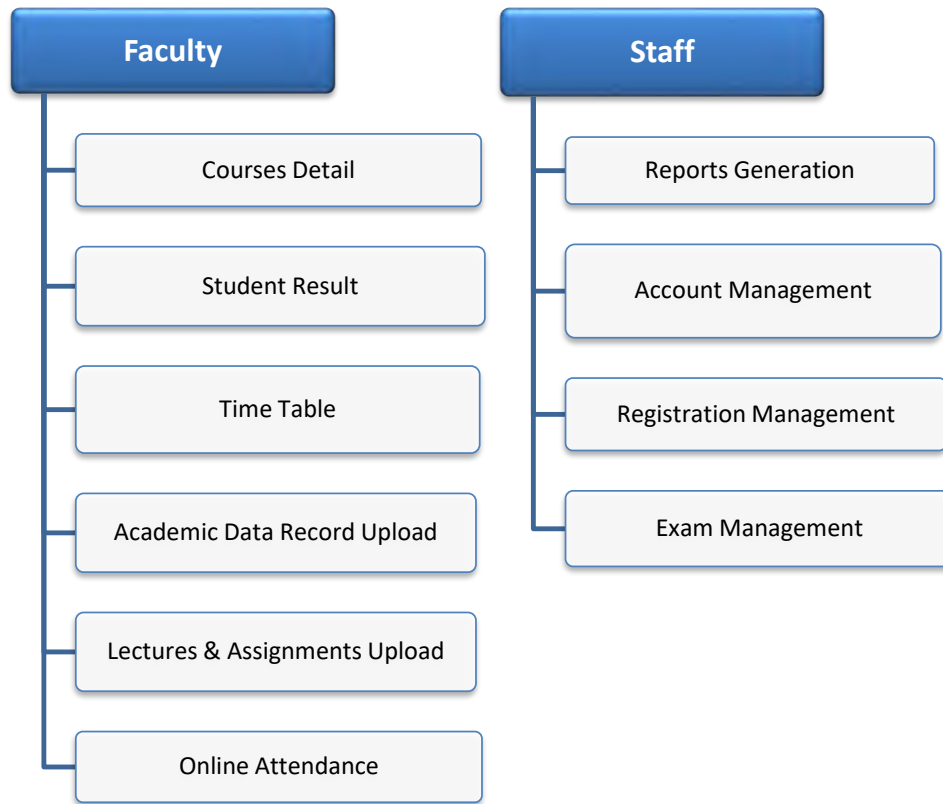 Faculty
Courses Detail
Student Result
Time Table
Academic Data Record Upload
Lectures & Assignments Upload
Online Attendance
Staff
Reports Generation
Account Management
Registration Management
Exam Management